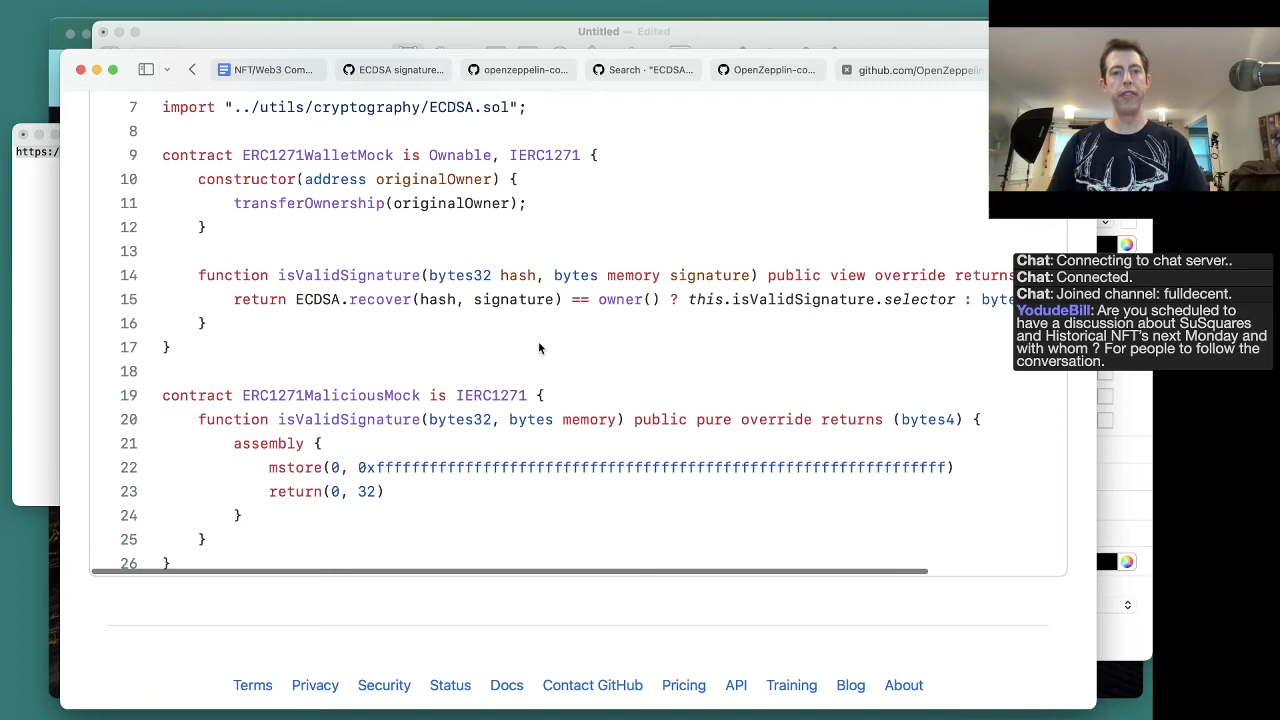 Untitled — Edited
NFT/Web3 Com...
ECDSA signature...
openzeppelin-co...
Search · "ECDSA...
OpenZepplin-co...
github.com/OpenZeppelin
https:/
7 import "../utils/cryptography/ECDSA.sol";
8
9 contract ERC1271WalletMock is Ownable, IERC1271 {
10 constructor(address originalOwner) {
11 transferOwnership(originalOwner);
12 }
13
14 function isValidSignature(bytes32 hash, bytes memory signature) public view override returns
15 return ECDSA.recover(hash, signature) == owner() ? this.isValidSignature.selector : byte
16 }
17 }
18
19 contract ERC1271MaliciousMock is IERC1271 {
20 function isValidSignature(bytes32, bytes memory) public pure override returns (bytes4) {
21 assembly {
22 mstore(0, 0xffffffffffffffffffffffffffffffffffffffffffffffffffffffffffffffff)
23 return(0, 32)
24 }
25 }
26 }
Terms Privacy Security Status Docs Contact GitHub Pricing API Training Blog About
Chat: Connecting to chat server..
Chat: Connected.
Chat: Joined channel: fulldecent.
YodudeBill: Are you scheduled to
have a discussion about SuSquares
and Historical NFT's next Monday and
with whom ? For people to follow the
conversation.